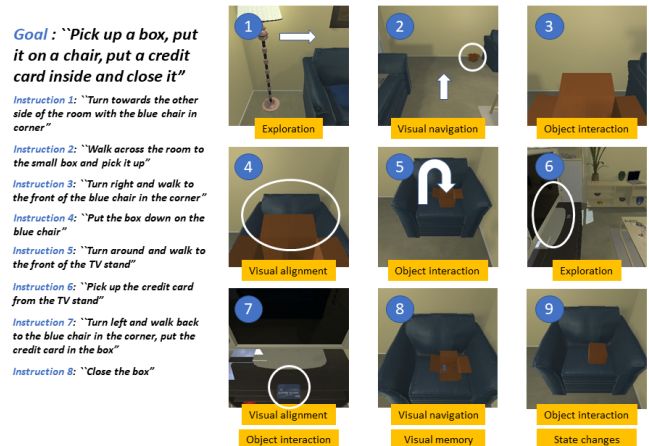 Goal : ``Pick up a box, put
it on a chair, put a credit
card inside and close it”
Instruction 1: ``Turn towards the other
side of the room with the blue chair in
corner”
Instruction 2: ``Walk across the room to
the small box and pick it up”
Instruction 3: ``Turn right and walk to
the front of the blue chair in the corner”
Instruction 4: ``Put the box down on the
blue chair”
Instruction 5: ``Turn around and walk to
the front of the TV stand”
Instruction 6: ``Pick up the credit card
from the TV stand”
Instruction 7: ``Turn left and walk back
to the blue chair in the corner, put the
credit card in the box”
Instruction 8: ``Close the box”
1
Exploration
2
Visual navigation
3
Object interaction
4
Visual alignment
5
Object interaction
6
Exploration
7
Visual alignment
Object interaction
8
Visual navigation
Visual memory
9
Object interaction
State changes